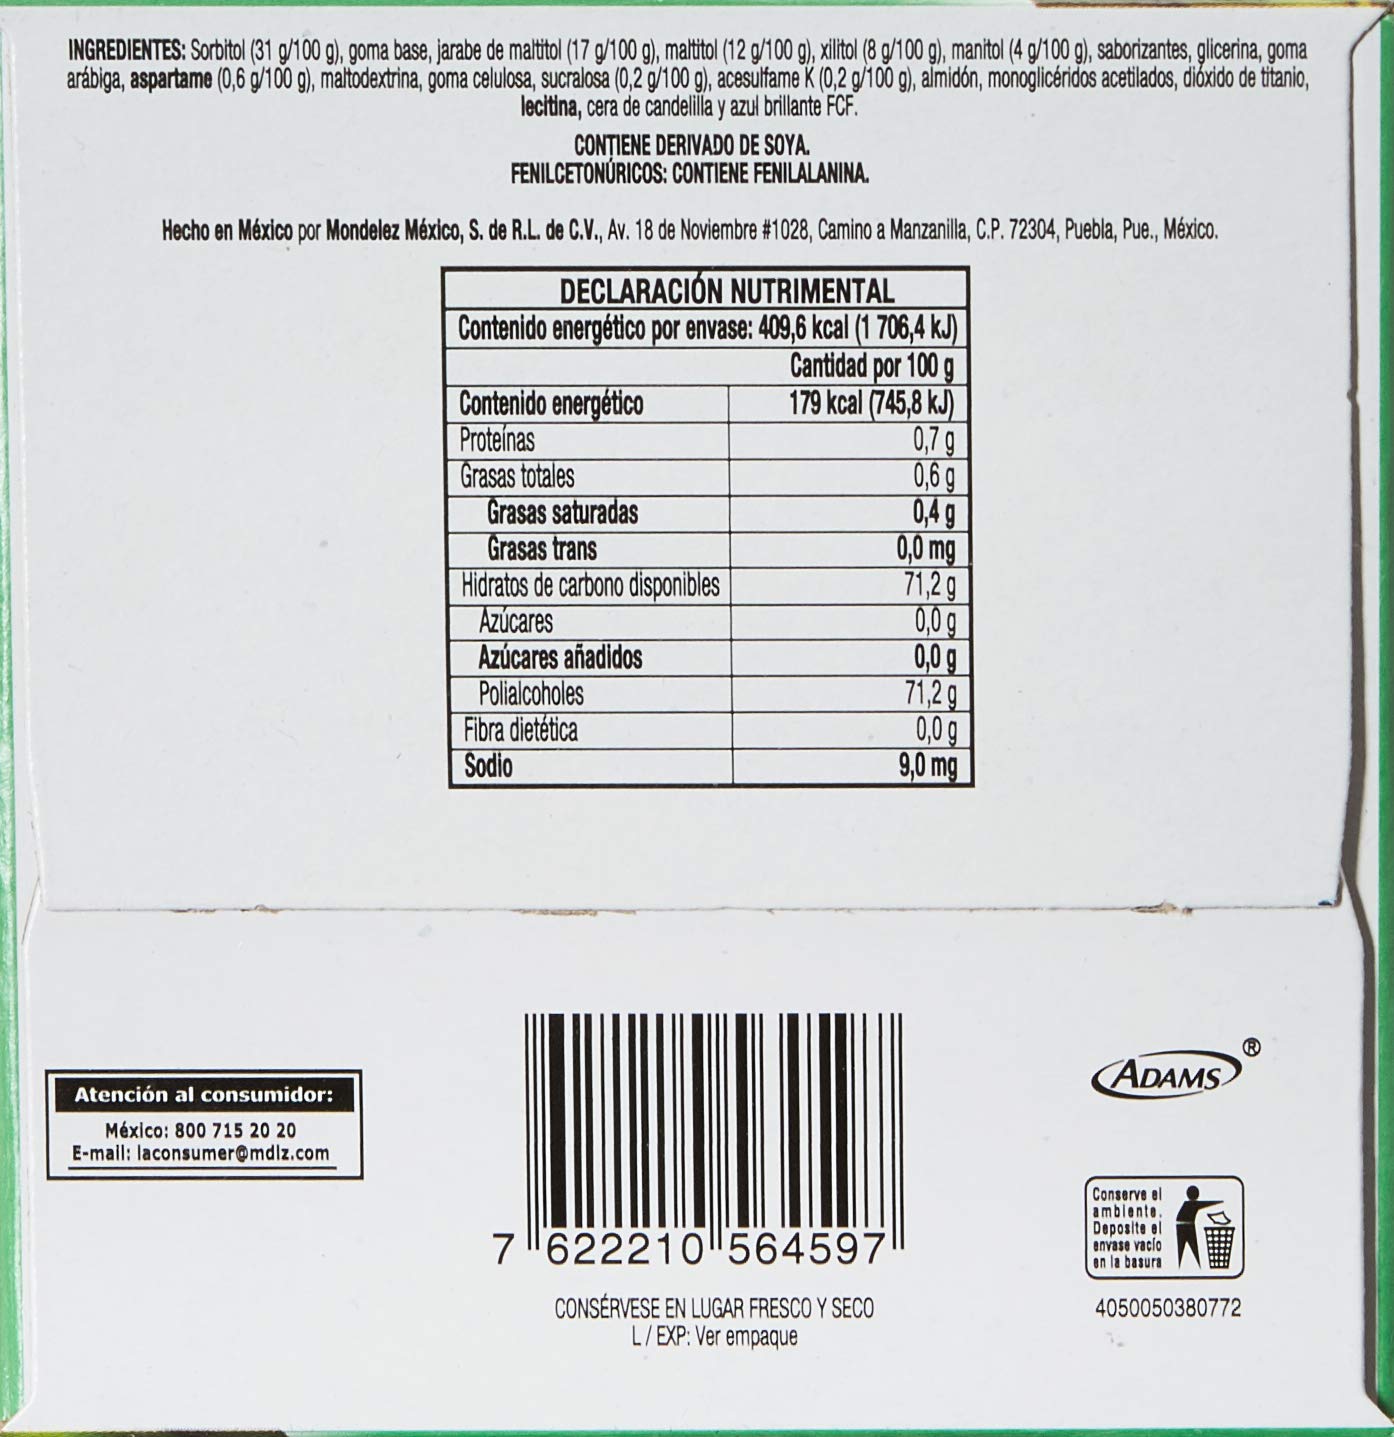 INGREDIENTES: Sorbitol (31 g/100 g), goma base, jarabe de maltitol (17 g/100 g), maltitol (12 g/100 g), xilitol (8 g/100 g), manitol (4 g/100 g), saborizantes, glicerina, goma
arábiga, aspartame (0,6 g/100 g), maltodextrina, goma celulosa, sucralosa (0,2 g/100 g), acesulfame K (0,2 g/100 g), almidón, monoglicéridos acetilados, dióxido de titanio,
lecitina, cera de candelilla y azul brillante FCF.
CONTIENE DERIVADO DE SOYA.
FENILCETONÚRICOS: CONTIENE FENILALANINA.
Hecho en México por Mondelez México, S. de R.L. de C.V., Av. 18 de Noviembre #1028, Camino a Manzanilla, C.P. 72304, Puebla, Pue., México.
DECLARACIÓN NUTRIMENTAL
Contenido energético por envase: 409,6 kcal (1 706,4 kJ)
Cantidad por 100 g
Contenido energético 179 kcal (745,8 kJ)
Proteínas 0,7 g
Grasas totales 0,6 g
Grasas saturadas 0,4 g
Grasas trans 0,0 mg
Hidratos de carbono disponibles 71,2 g
Azúcares 0,0 g
Azúcares añadidos 0,0 g
Polialcoholes 71,2 g
Fibra dietética 0,0 g
Sodio 9,0 mg
Atención al consumidor:
México: 800 715 20 20
E-mail: laconsumer@mdlz.com
7 622210 564597
CONSÉRVESE EN LUGAR FRESCO Y SECO
L / EXP: Ver empaque
ADAMS®
Conserve el
ambiente.
Deposite el
envase vacío
en la basura
4050050380772